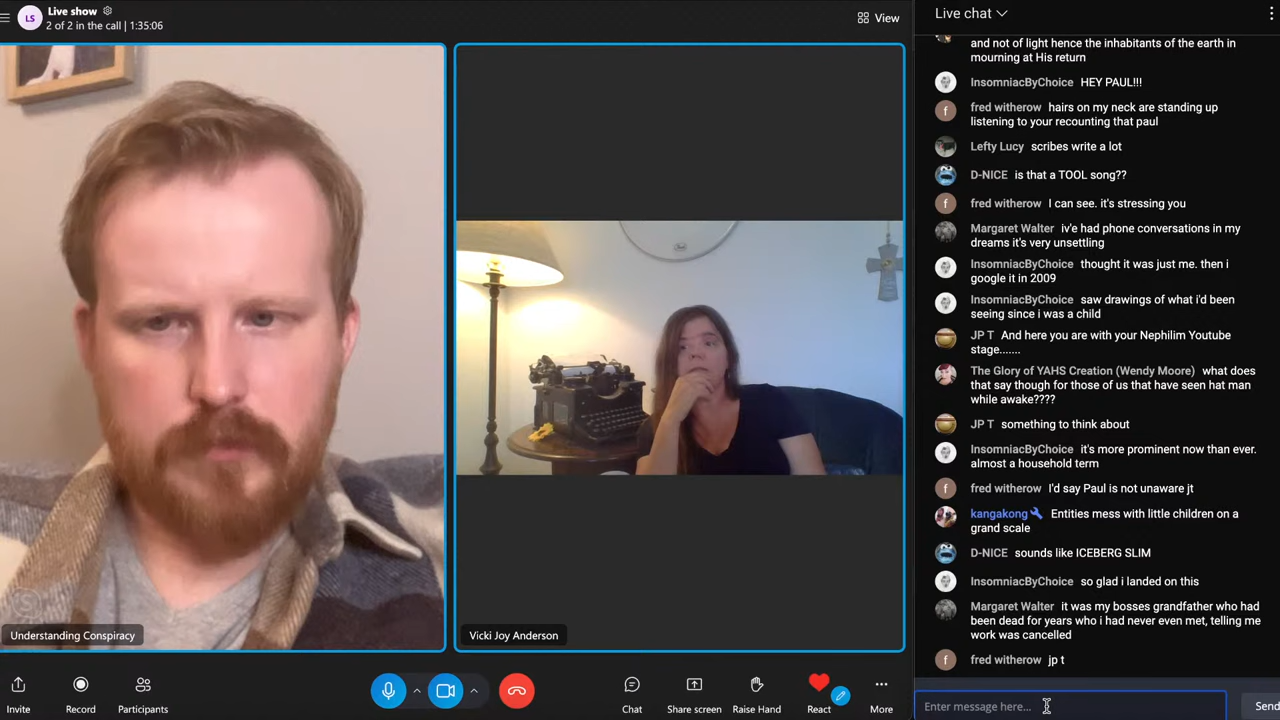 LS
Live show
2 of 2 in the call | 1:35:06
View
Understanding Conspiracy
Vicki Joy Anderson
Invite
Record
Participants
Chat
Share screen
Raise Hand
React
More
Live chat
and not of light hence the inhabitants of the earth in
mourning at His return
InsomniacByChoice HEY PAUL!!!
f
fred witherow hairs on my neck are standing up
listening to your recounting that paul
Lefty Lucy scribes write a lot
D-NICE is that a TOOL song??
f
fred witherow I can see. it's stressing you
Margaret Walter iv'e had phone conversations in my
dreams it's very unsettling
InsomniacByChoice thought it was just me. then i
google it in 2009
InsomniacByChoice saw drawings of what i'd been
seeing since i was a child
JP T And here you are with your Nephilim Youtube
stage.......
The Glory of YAHS Creation (Wendy Moore) what does
that say though for those of us that have seen hat man
while awake????
JP T something to think about
InsomniacByChoice it's more prominent now than ever.
almost a household term
f
fred witherow I'd say Paul is not unaware jt
kangakong Entities mess with little children on a
grand scale
D-NICE sounds like ICEBERG SLIM
InsomniacByChoice so glad i landed on this
Margaret Walter it was my bosses grandfather who had
been dead for years who i had never even met, telling me
work was cancelled
f
fred witherow jp t
Enter message here...
Send